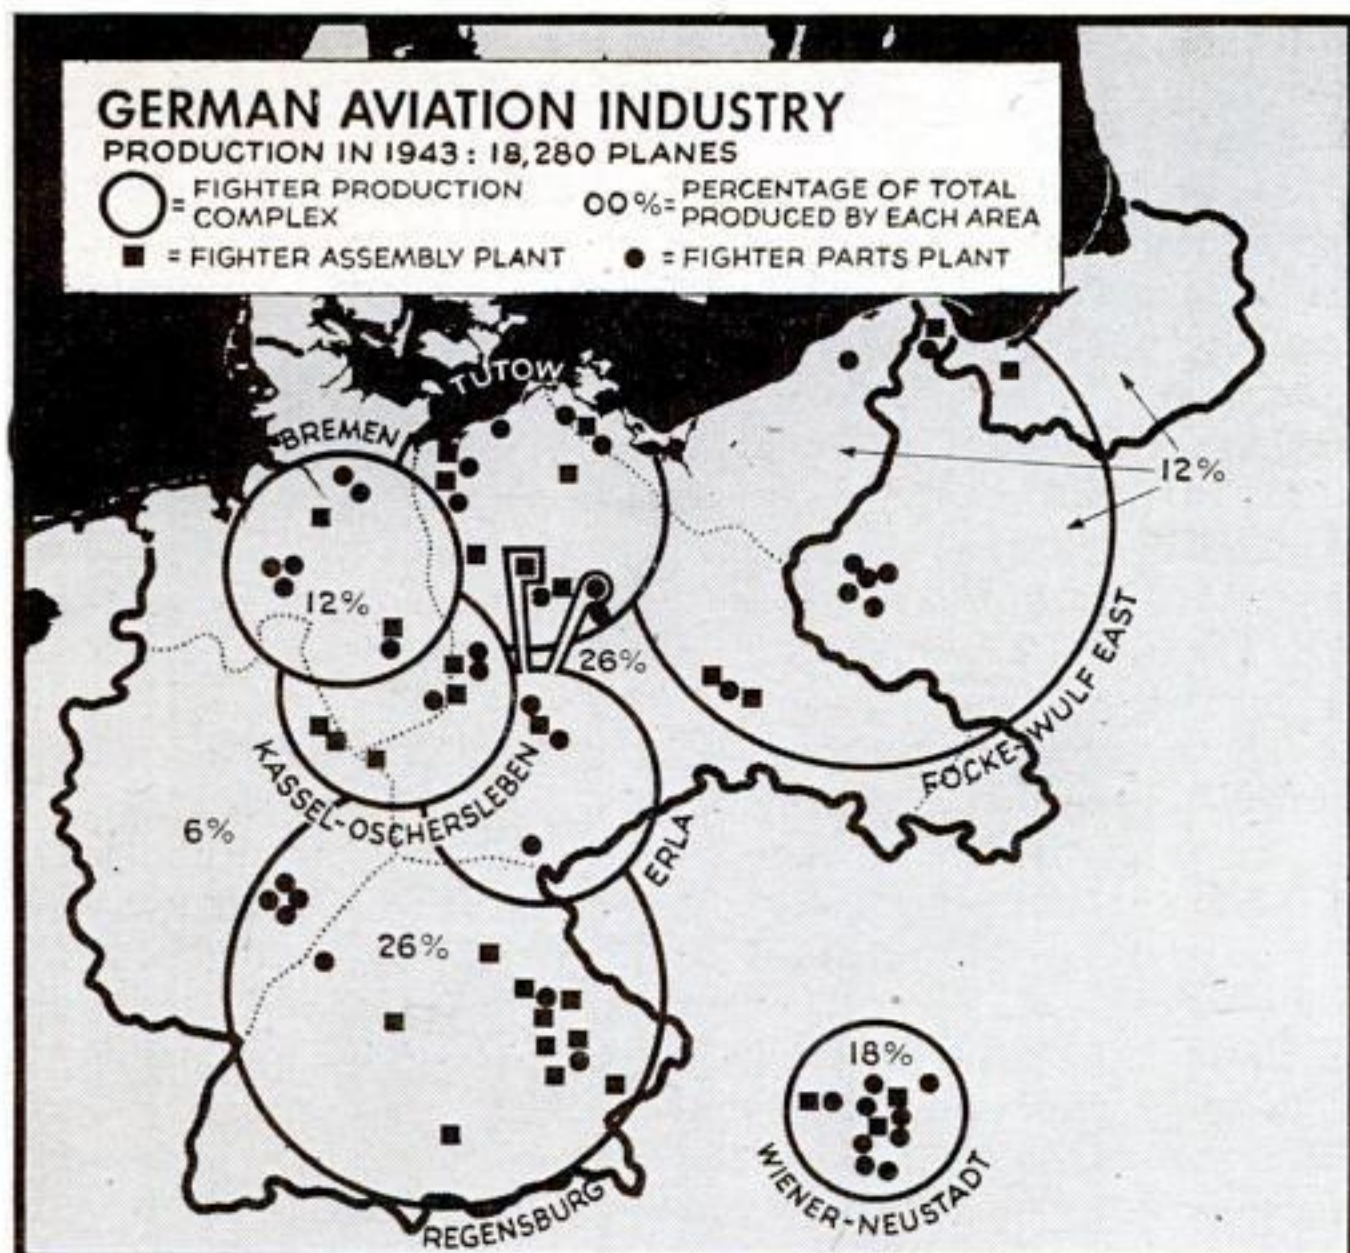 GERMAN AVIATION INDUSTRY
PRODUCTION IN 1943 : 18,280 PLANES
= FIGHTER PRODUCTION COMPLEX
00% = PERCENTAGE OF TOTAL PRODUCED BY EACH AREA
= FIGHTER ASSEMBLY PLANT
= FIGHTER PARTS PLANT
TUTOW
BREMEN
12%
12%
26%
FOCKE-WULF EAST
KASSEL-OSCHERSLEBEN
6%
ERLA
26%
18%
REGENSBURG
WIENER-NEUSTADT